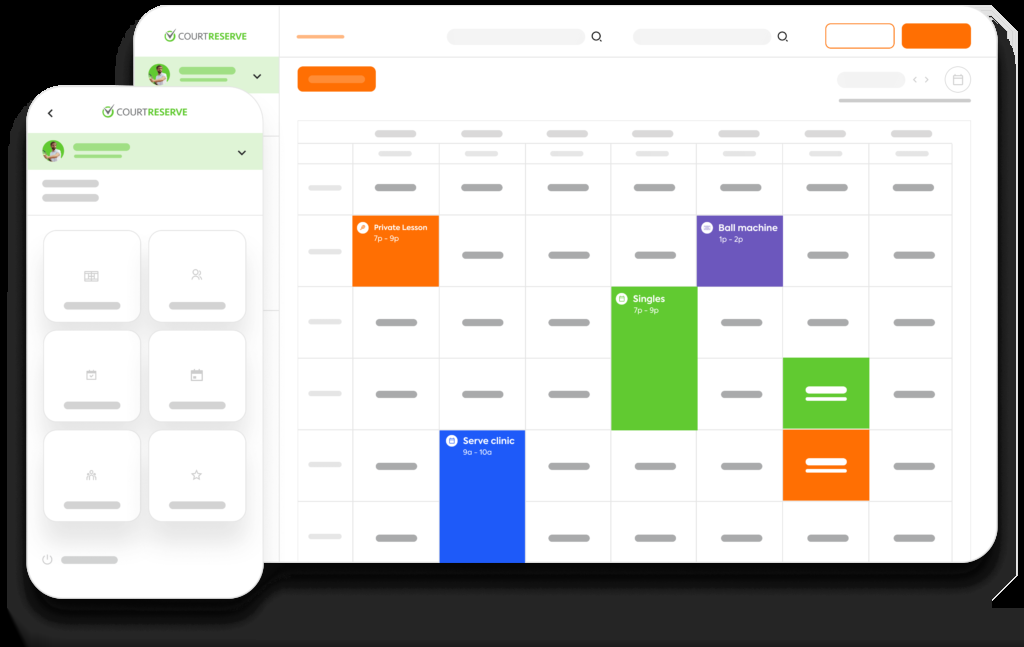 COURTRESERVE
COURTRESERVE
Private Lesson
7p - 9p
Ball machine
1p - 2p
Singles
7p - 9p
Serve clinic
9a - 10a